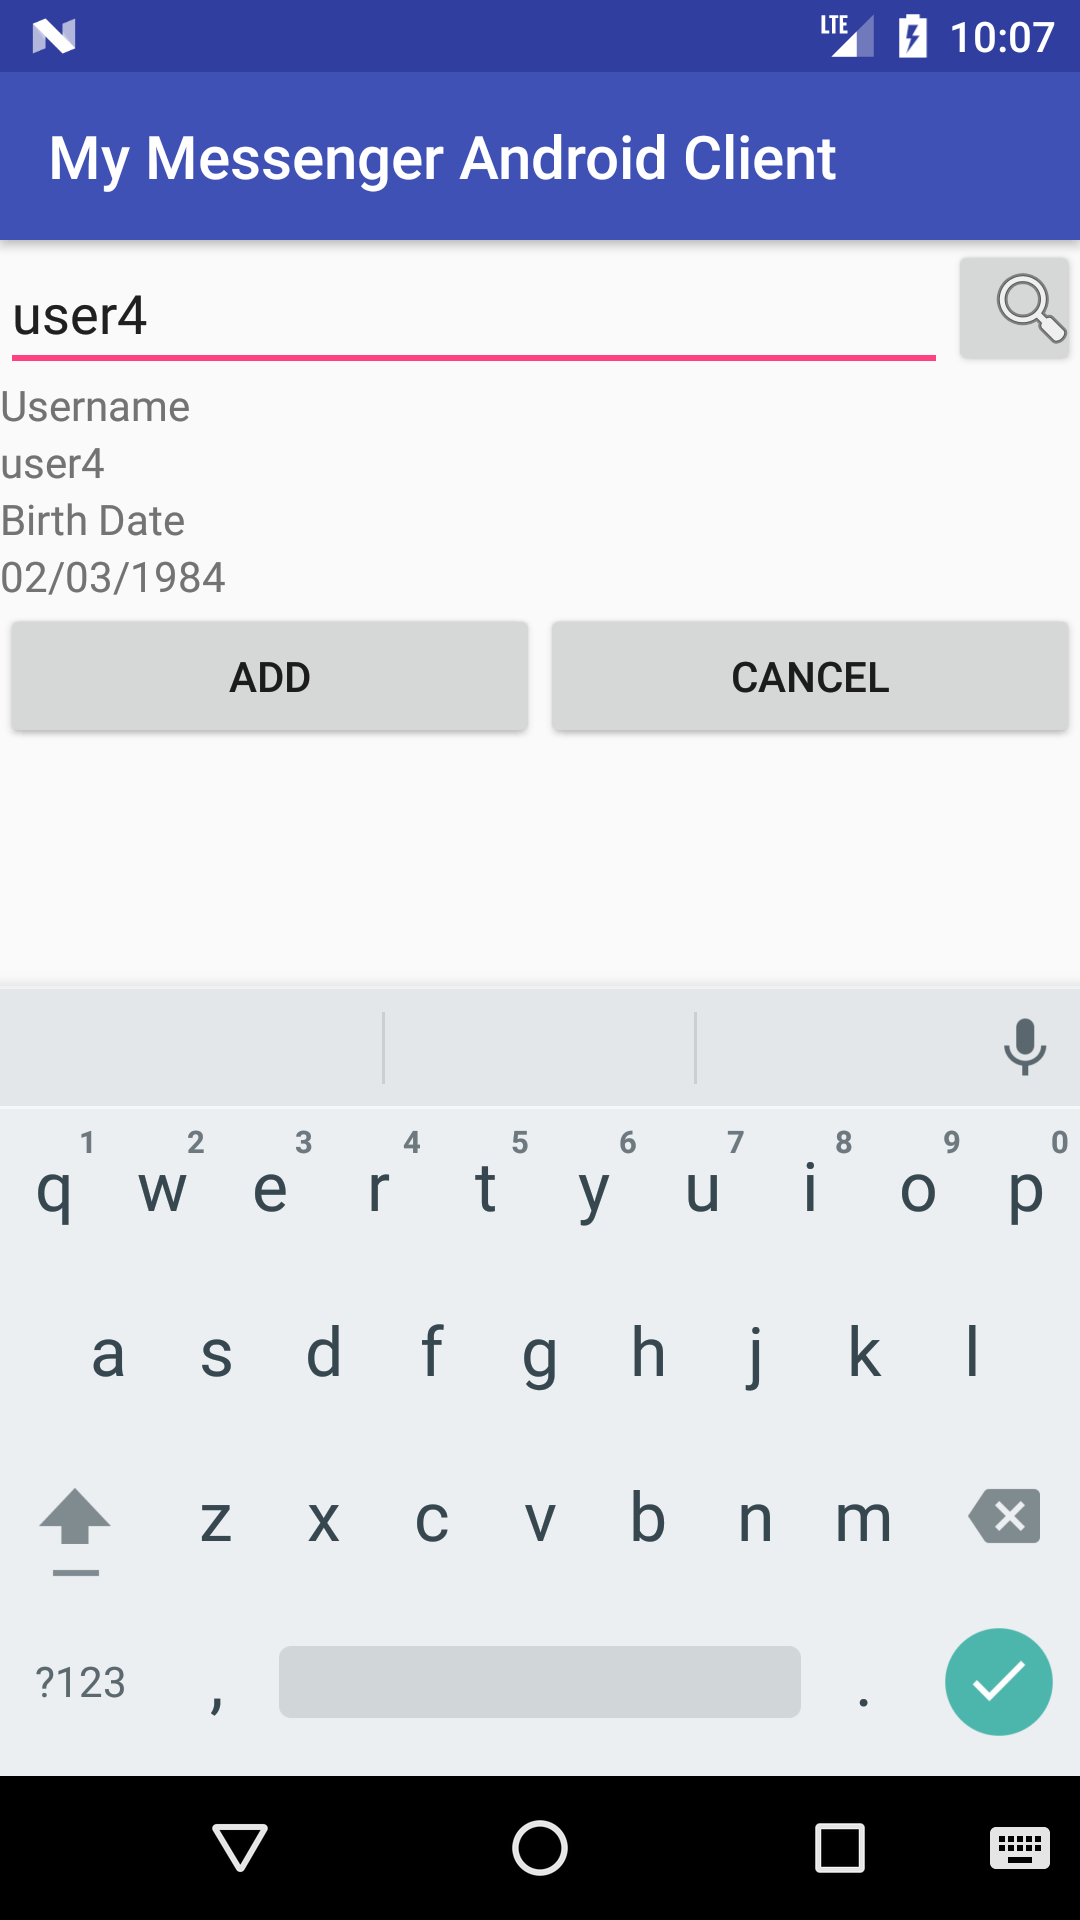 LTE 10:07
My Messenger Android Client
user4
Username
user4
Birth Date
02/03/1984
ADD CANCEL
1 2 3 4 5 6 7 8 9 0
q w e r t y u i o p
a s d f g h j k l
z x c v b n m
?123 , .